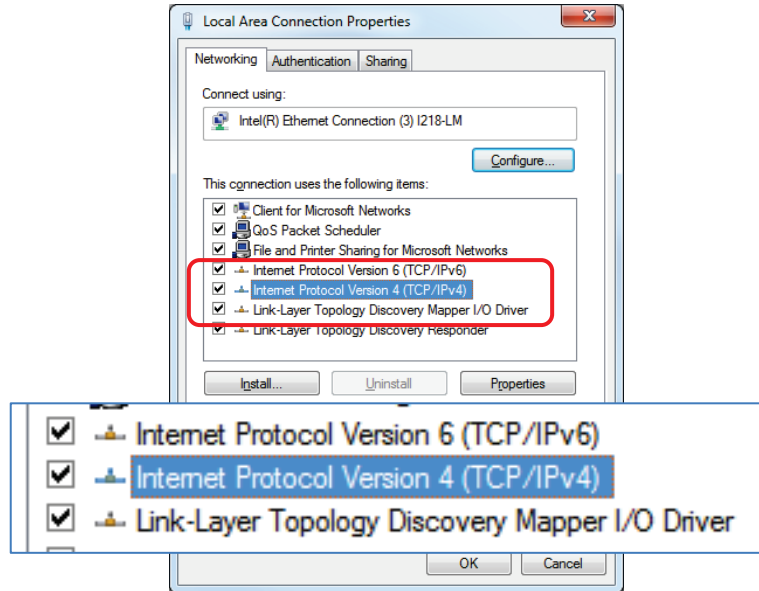 Local Area Connection Properties
Networking Authentication Sharing
Connect using:
Intel(R) Ethernet Connection (3) I218-LM
Configure...
This connection uses the following items:
Client for Microsoft Networks
QoS Packet Scheduler
File and Printer Sharing for Microsoft Networks
Internet Protocol Version 6 (TCP/IPv6)
Internet Protocol Version 4 (TCP/IPv4)
Link-Layer Topology Discovery Mapper I/O Driver
Link-Layer Topology Discovery Responder
Install... Uninstall Properties
Internet Protocol Version 6 (TCP/IPv6)
Internet Protocol Version 4 (TCP/IPv4)
Link-Layer Topology Discovery Mapper I/O Driver
OK Cancel